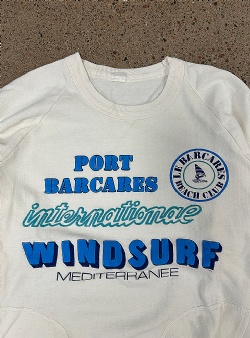 PORT
BARCARES
LE BARCARES
BEACH CLUB
internationae
WINDSURF
MEDITERRANEE